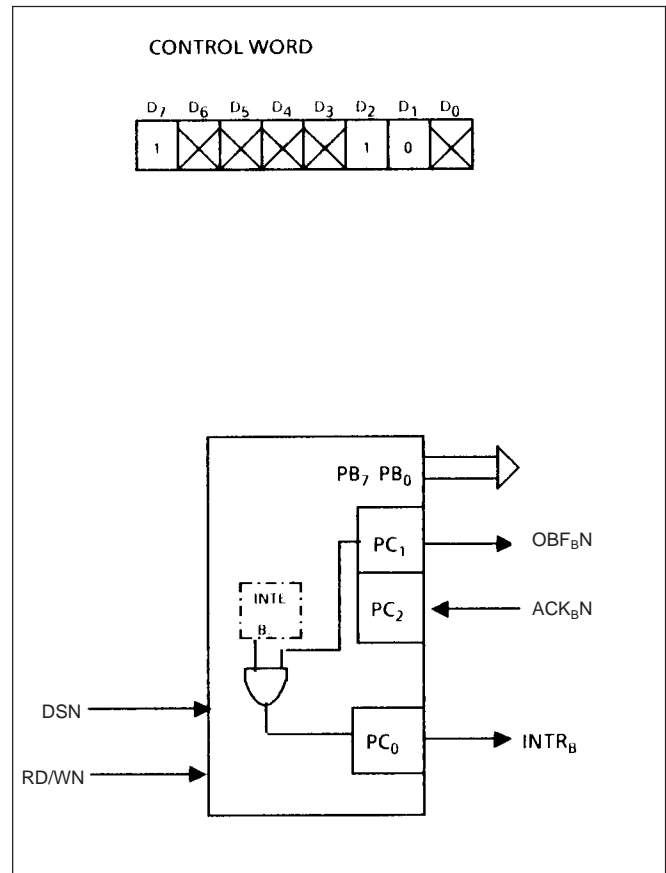 CONTROL WORD
D7 D6 D5 D4 D3 D2 D1 D0
1 1 0
PB7 PB0
PC1 OBFBN
INTE
B
PC2 ACKBN
DSN
PC0 INTRB
RD/WN